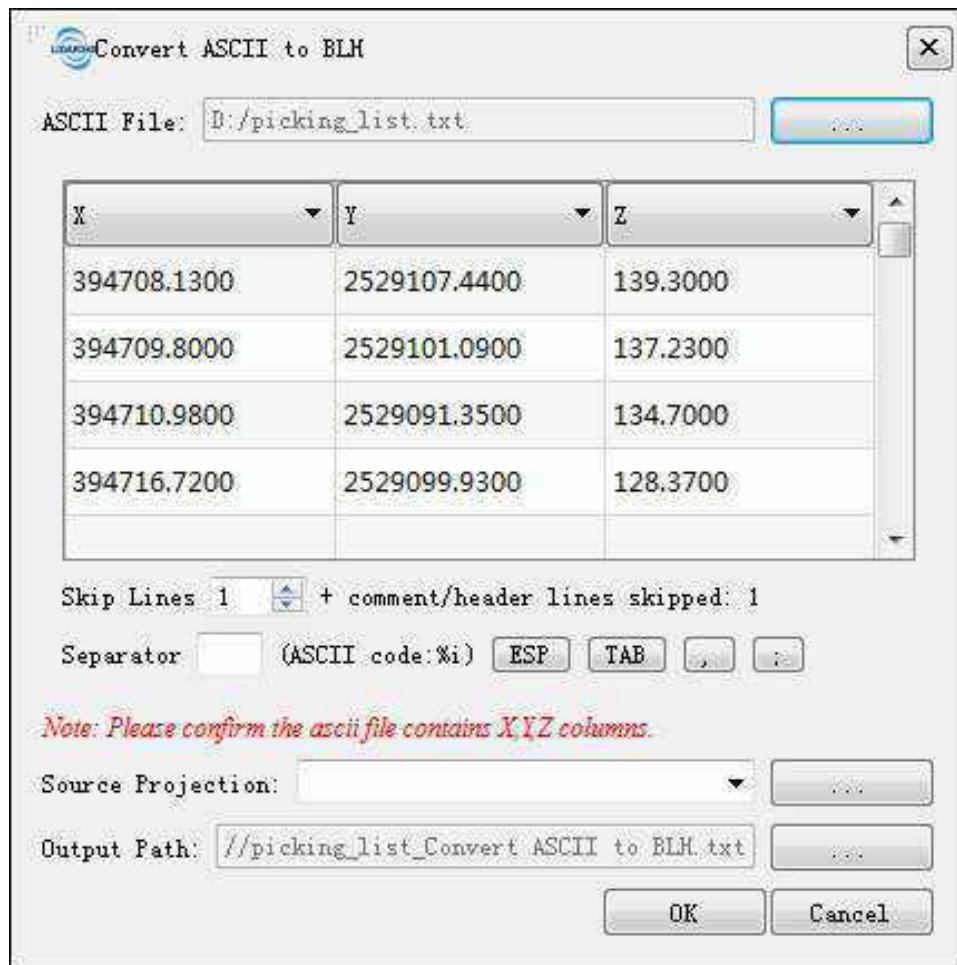 Convert ASCII to BLH
ASCII File: D:/picking_list.txt ...
X Y Z
394708.1300 2529107.4400 139.3000
394709.8000 2529101.0900 137.2300
394710.9800 2529091.3500 134.7000
394716.7200 2529099.9300 128.3700
Skip Lines 1 + comment/header lines skipped: 1
Separator (ASCII code:%i) ESP TAB ,
Note: Please confirm the ascii file contains X,Y,Z columns.
Source Projection: ...
Output Path: //picking_list_Convert ASCII to BLH.txt ...
OK Cancel